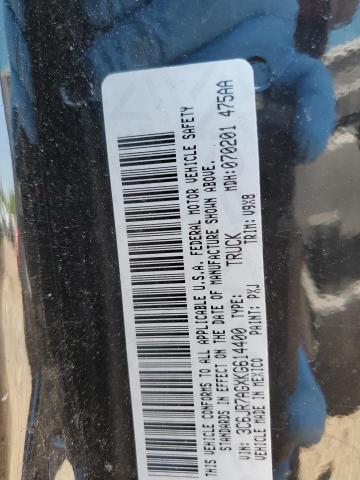 MDH: 070201 475AA
THIS VEHICLE CONFORMS TO ALL APPLICABLE U.S.A. FEDERAL MOTOR VEHICLE SAFETY
STANDARDS IN EFFECT ON THE DATE OF MANUFACTURE SHOWN ABOVE.
VIN: 3C6JR7AGXKG614400 TYPE: TRUCK
VEHICLE MADE IN MEXICO PAINT: PXJ TRIM: V9X8